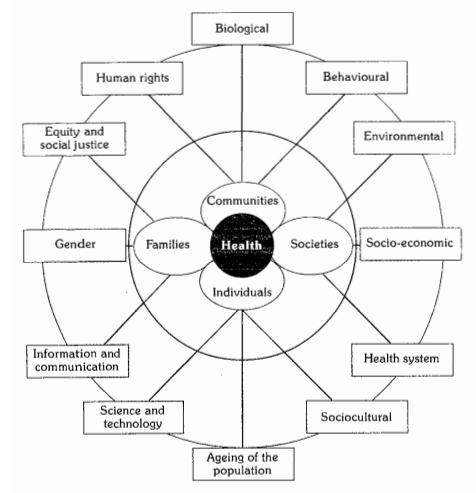 Biological
Human rights
Behavioural
Equity and
social justice
Environmental
Communities
Gender
Families
Health
Societies
Socio-economic
Individuals
Information and
communication
Health system
Science and
technology
Sociocultural
Ageing of the
population